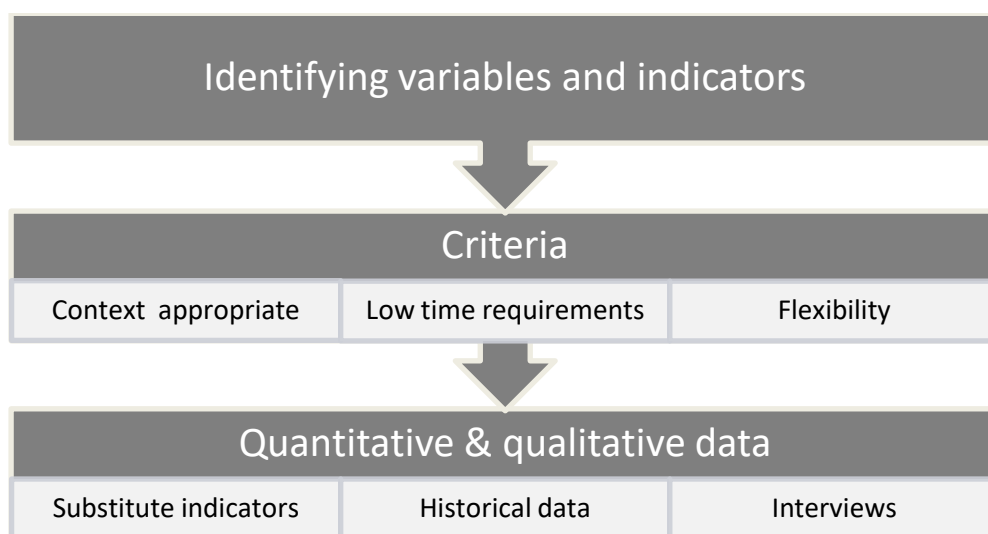 Identifying variables and indicators
Criteria
Context appropriate
Low time requirements
Flexibility
Quantitative & qualitative data
Substitute indicators
Historical data
Interviews